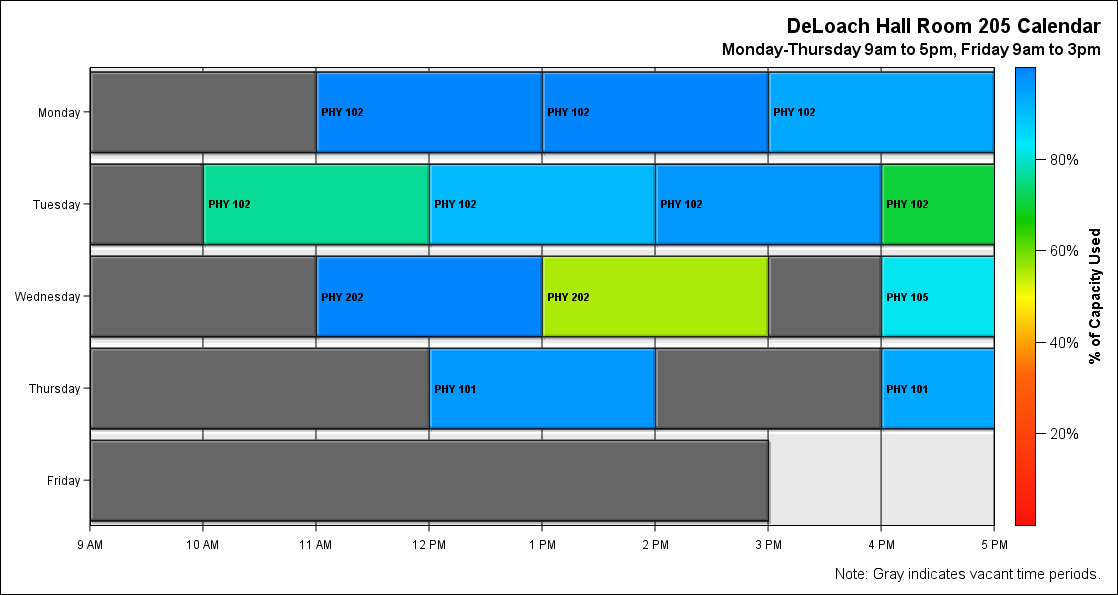 DeLoach Hall Room 205 Calendar
Monday-Thursday 9am to 5pm, Friday 9am to 3pm
Monday
PHY 102
PHY 102
PHY 102
Tuesday
PHY 102
PHY 102
PHY 102
PHY 102
Wednesday
PHY 202
PHY 202
PHY 105
Thursday
PHY 101
PHY 101
Friday
9 AM
10 AM
11 AM
12 PM
1 PM
2 PM
3 PM
4 PM
5 PM
80%
60%
40%
20%
% of Capacity Used
Note: Gray indicates vacant time periods.